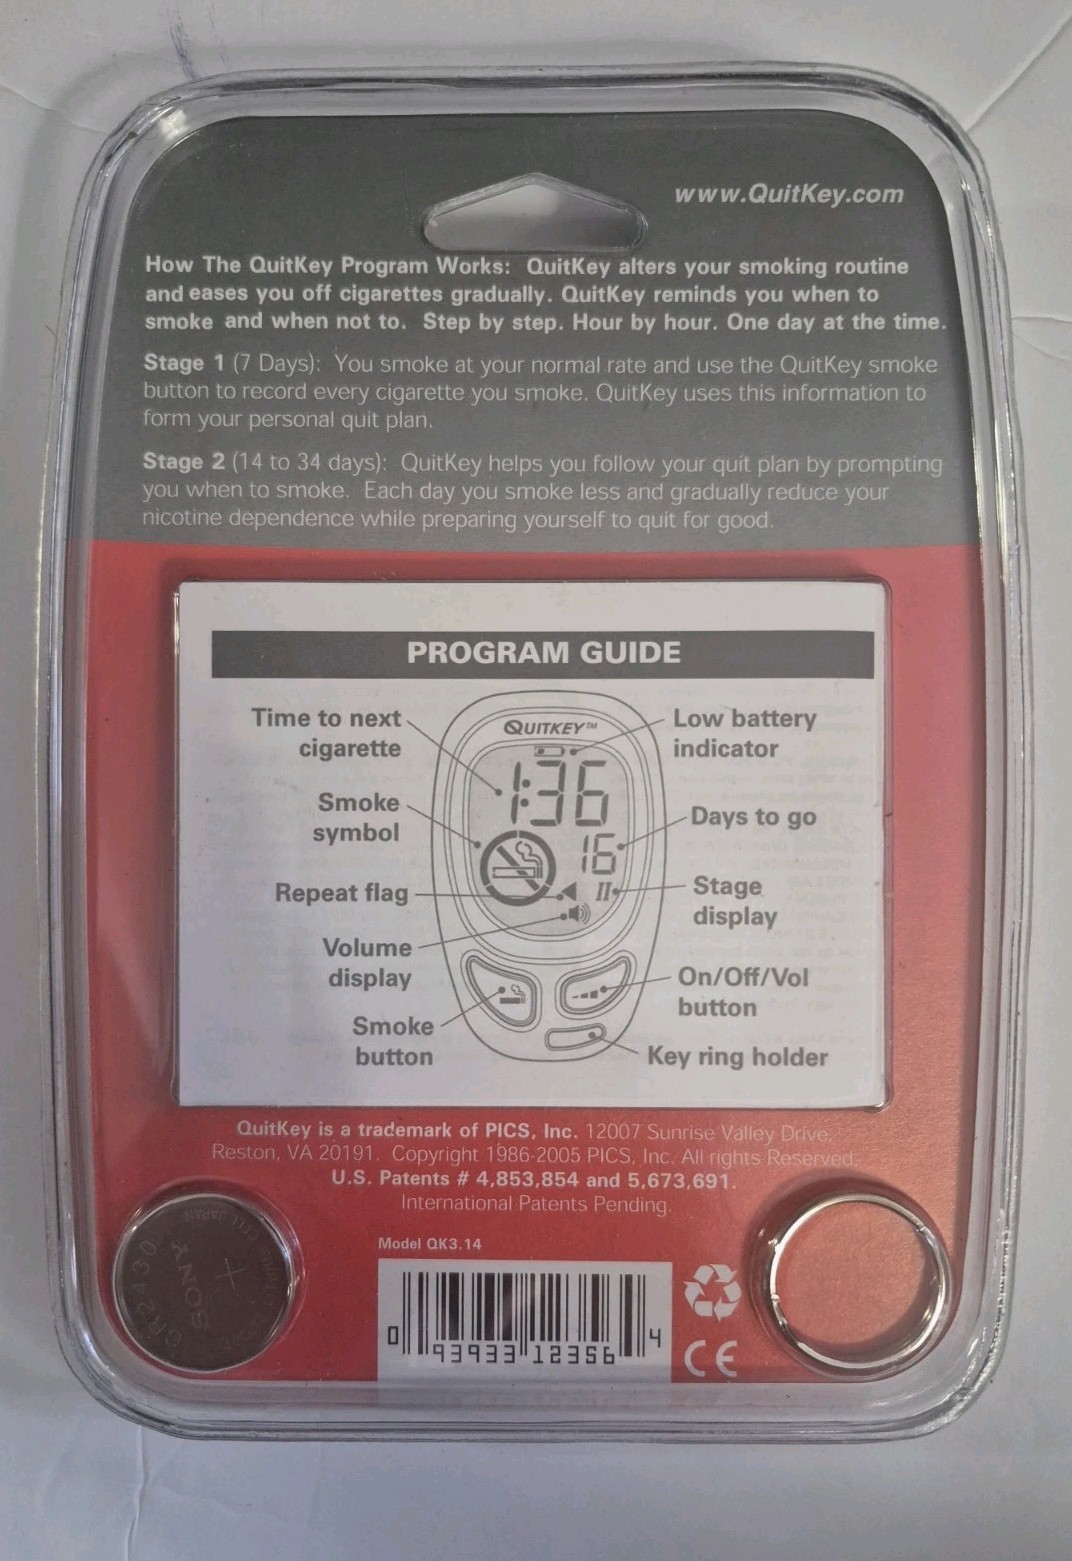 www.QuitKey.com
How The QuitKey Program Works: QuitKey alters your smoking routine
and eases you off cigarettes gradually. QuitKey reminds you when to
smoke and when not to. Step by step. Hour by hour. One day at the time.
Stage 1 (7 Days): You smoke at your normal rate and use the QuitKey smoke
button to record every cigarette you smoke. QuitKey uses this information to
form your personal quit plan.
Stage 2 (14 to 34 days): QuitKey helps you follow your quit plan by prompting
you when to smoke. Each day you smoke less and gradually reduce your
nicotine dependence while preparing yourself to quit for good.
PROGRAM GUIDE
Time to next
cigarette
Smoke
symbol
Repeat flag
Volume
display
Smoke
button
QUITKEY™
1:36
16
II
Low battery
indicator
Days to go
Stage
display
On/Off/Vol
button
Key ring holder
QuitKey is a trademark of PICS, Inc. 12007 Sunrise Valley Drive,
Reston, VA 20191. Copyright 1986-2005 PICS, Inc. All rights Reserved.
U.S. Patents # 4,853,854 and 5,673,691.
International Patents Pending.
Model QK3.14
SONY
CR2430
CELL JAPAN
+
0 93933 12356 4
CE